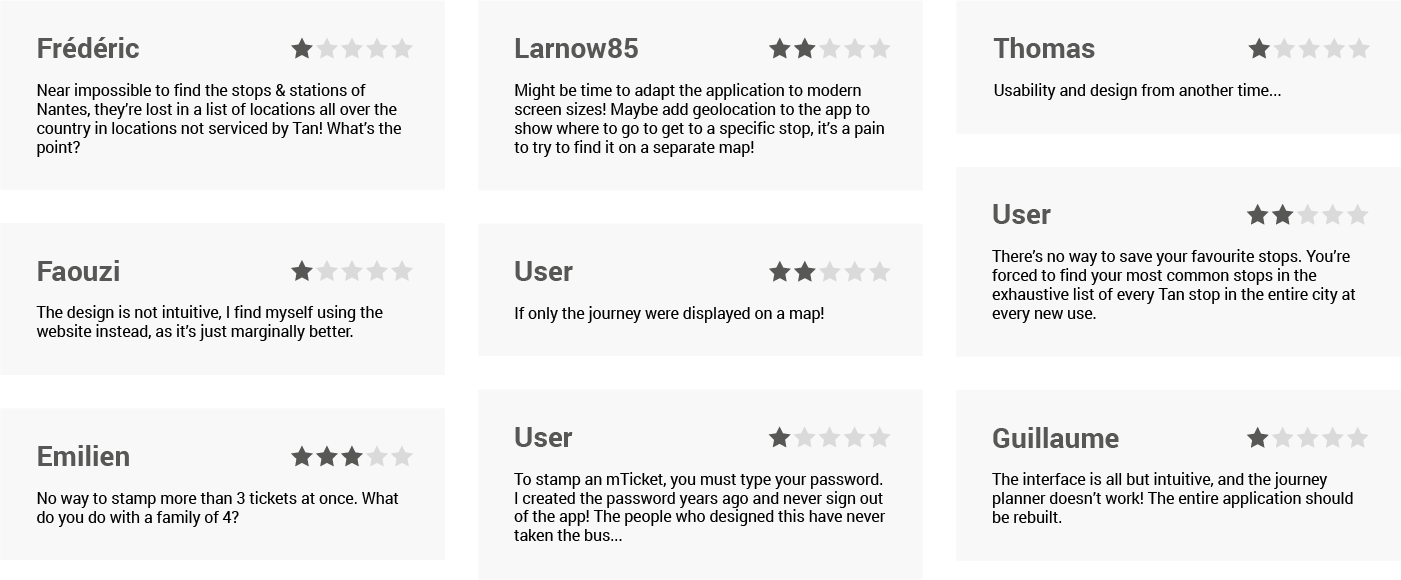 Frédéric
Near impossible to find the stops & stations of
Nantes, they’re lost in a list of locations all over the
country in locations not serviced by Tan! What’s the
point?
Faouzi
The design is not intuitive, I find myself using the
website instead, as it’s just marginally better.
Emilien
No way to stamp more than 3 tickets at once. What
do you do with a family of 4?
Larnow85
Might be time to adapt the application to modern
screen sizes! Maybe add geolocation to the app to
show where to go to get to a specific stop, it’s a pain
to try to find it on a separate map!
User
If only the journey were displayed on a map!
User
To stamp an mTicket, you must type your password.
I created the password years ago and never sign out
of the app! The people who designed this have never
taken the bus...
Thomas
Usability and design from another time...
User
There’s no way to save your favourite stops. You’re
forced to find your most common stops in the
exhaustive list of every Tan stop in the entire city at
every new use.
Guillaume
The interface is all but intuitive, and the journey
planner doesn’t work! The entire application should
be rebuilt.